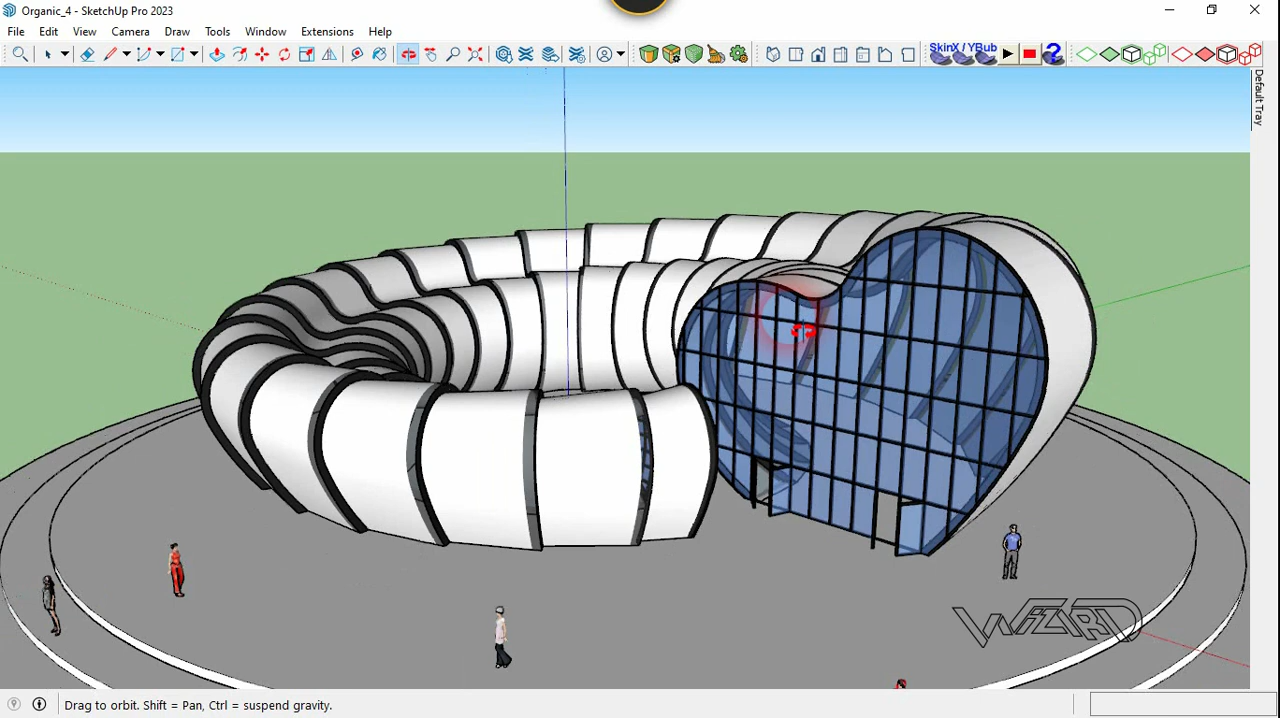 Organic_4 - SketchUp Pro 2023
File Edit View Camera Draw Tools Window Extensions Help
SkinX / YBub
Default Tray
WIZARD
Drag to orbit. Shift = Pan, Ctrl = suspend gravity.